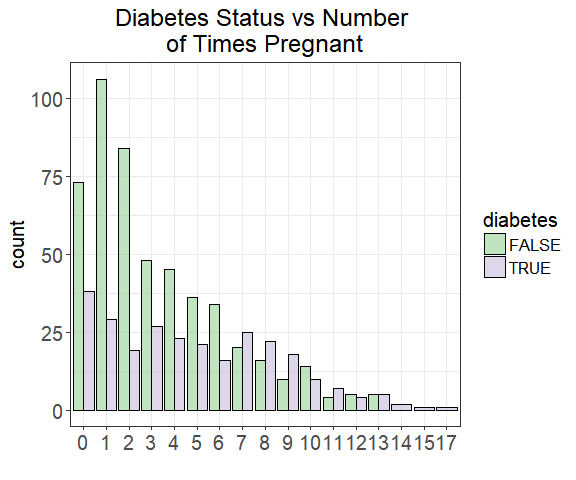 Diabetes Status vs Number
of Times Pregnant
100
75
50
25
0
count
0 1 2 3 4 5 6 7 8 9 10 11 12 13 14 15 17
diabetes
FALSE
TRUE